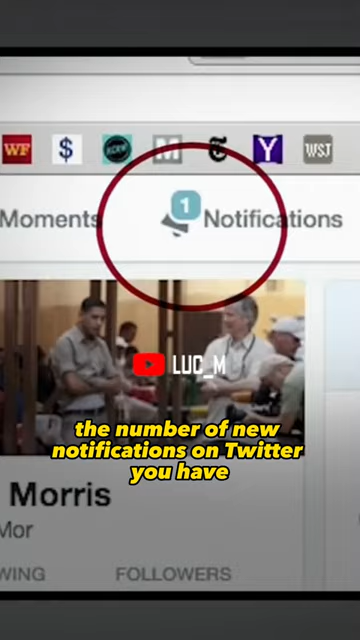 WF $ KCRW M T Y WSJ
Moments 1 Notifications
LUC_M
the number of new
notifications on Twitter
you have
Morris
Mor
WING FOLLOWERS